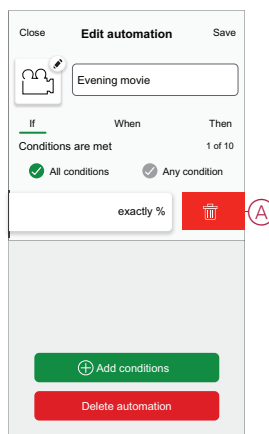 Close Edit automation Save
Evening movie
If When Then
Conditions are met 1 of 10
All conditions Any condition
exactly %
A
Add conditions
Delete automation